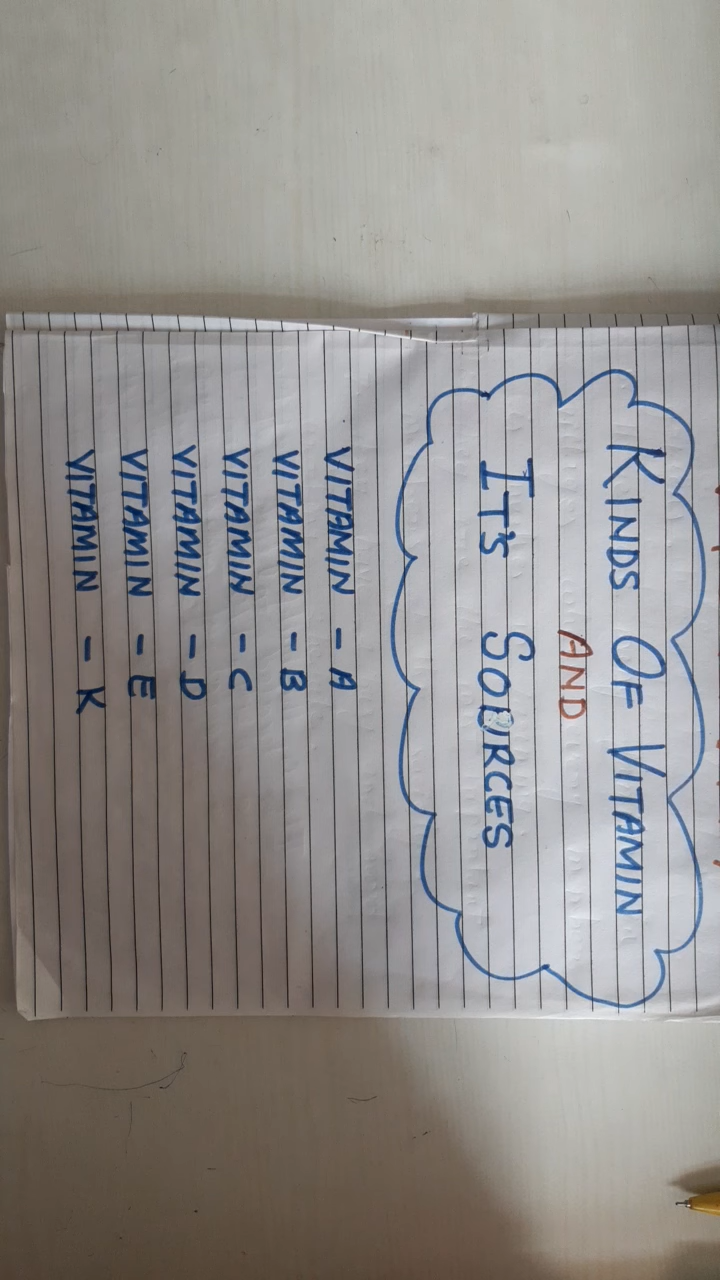 KINDS OF VITAMIN
AND
IT'S SOURCES
VITAMIN - A
VITAMIN - B
VITAMIN - C
VITAMIN - D
VITAMIN - E
VITAMIN - K